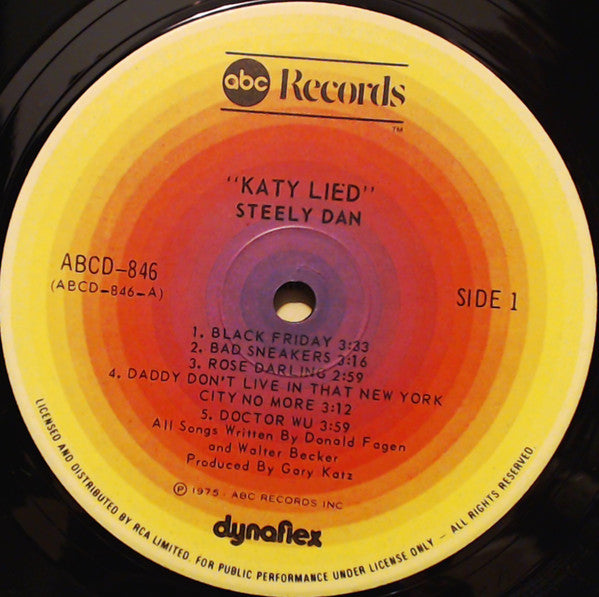 abc Records
TM
"KATY LIED"
STEELY DAN
ABCD-846
(ABCD-846-A)
SIDE 1
1. BLACK FRIDAY 3:33
2. BAD SNEAKERS 3:16
3. ROSE DARLING 2:59
4. DADDY DON'T LIVE IN THAT NEW YORK
CITY NO MORE 3:12
5. DOCTOR WU 3:59
All Songs Written By Donald Fagen
and Walter Becker
Produced By Gary Katz
Ⓟ 1975 - ABC RECORDS INC
dynaflex
LICENSED AND DISTRIBUTED BY RCA LIMITED. FOR PUBLIC PERFORMANCE UNDER LICENSE ONLY - ALL RIGHTS RESERVED.